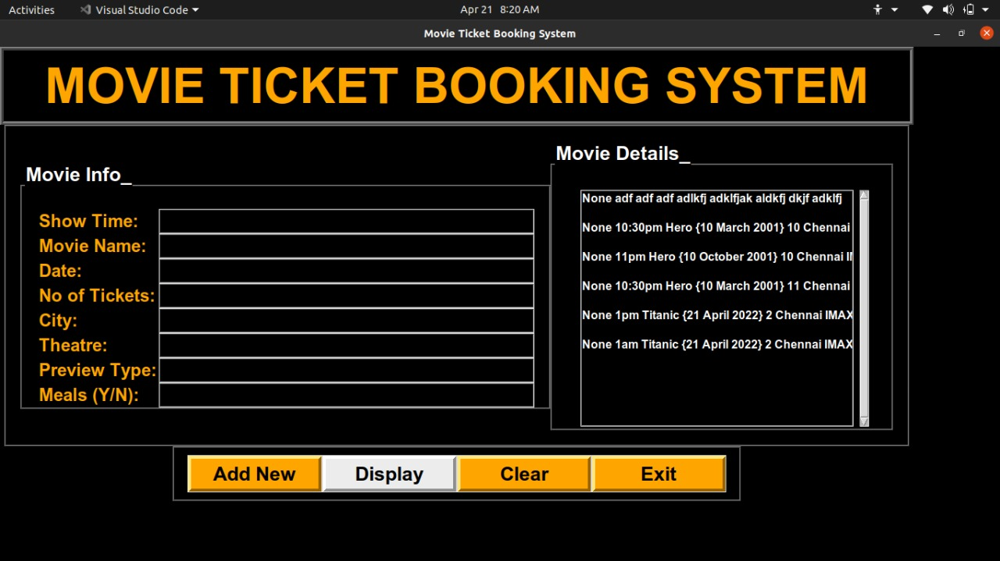 Activities Visual Studio Code Apr 21 8:20 AM
Movie Ticket Booking System
MOVIE TICKET BOOKING SYSTEM
Movie Info_
Show Time:
Movie Name:
Date:
No of Tickets:
City:
Theatre:
Preview Type:
Meals (Y/N):
Movie Details_
None adf adf adf adlkfj adklfjak aldkfj dkjf adklfj
None 10:30pm Hero {10 March 2001} 10 Chennai
None 11pm Hero {10 October 2001} 10 Chennai
None 10:30pm Hero {10 March 2001} 11 Chennai
None 1pm Titanic {21 April 2022} 2 Chennai IMAX
None 1am Titanic {21 April 2022} 2 Chennai IMAX
Add New Display Clear Exit